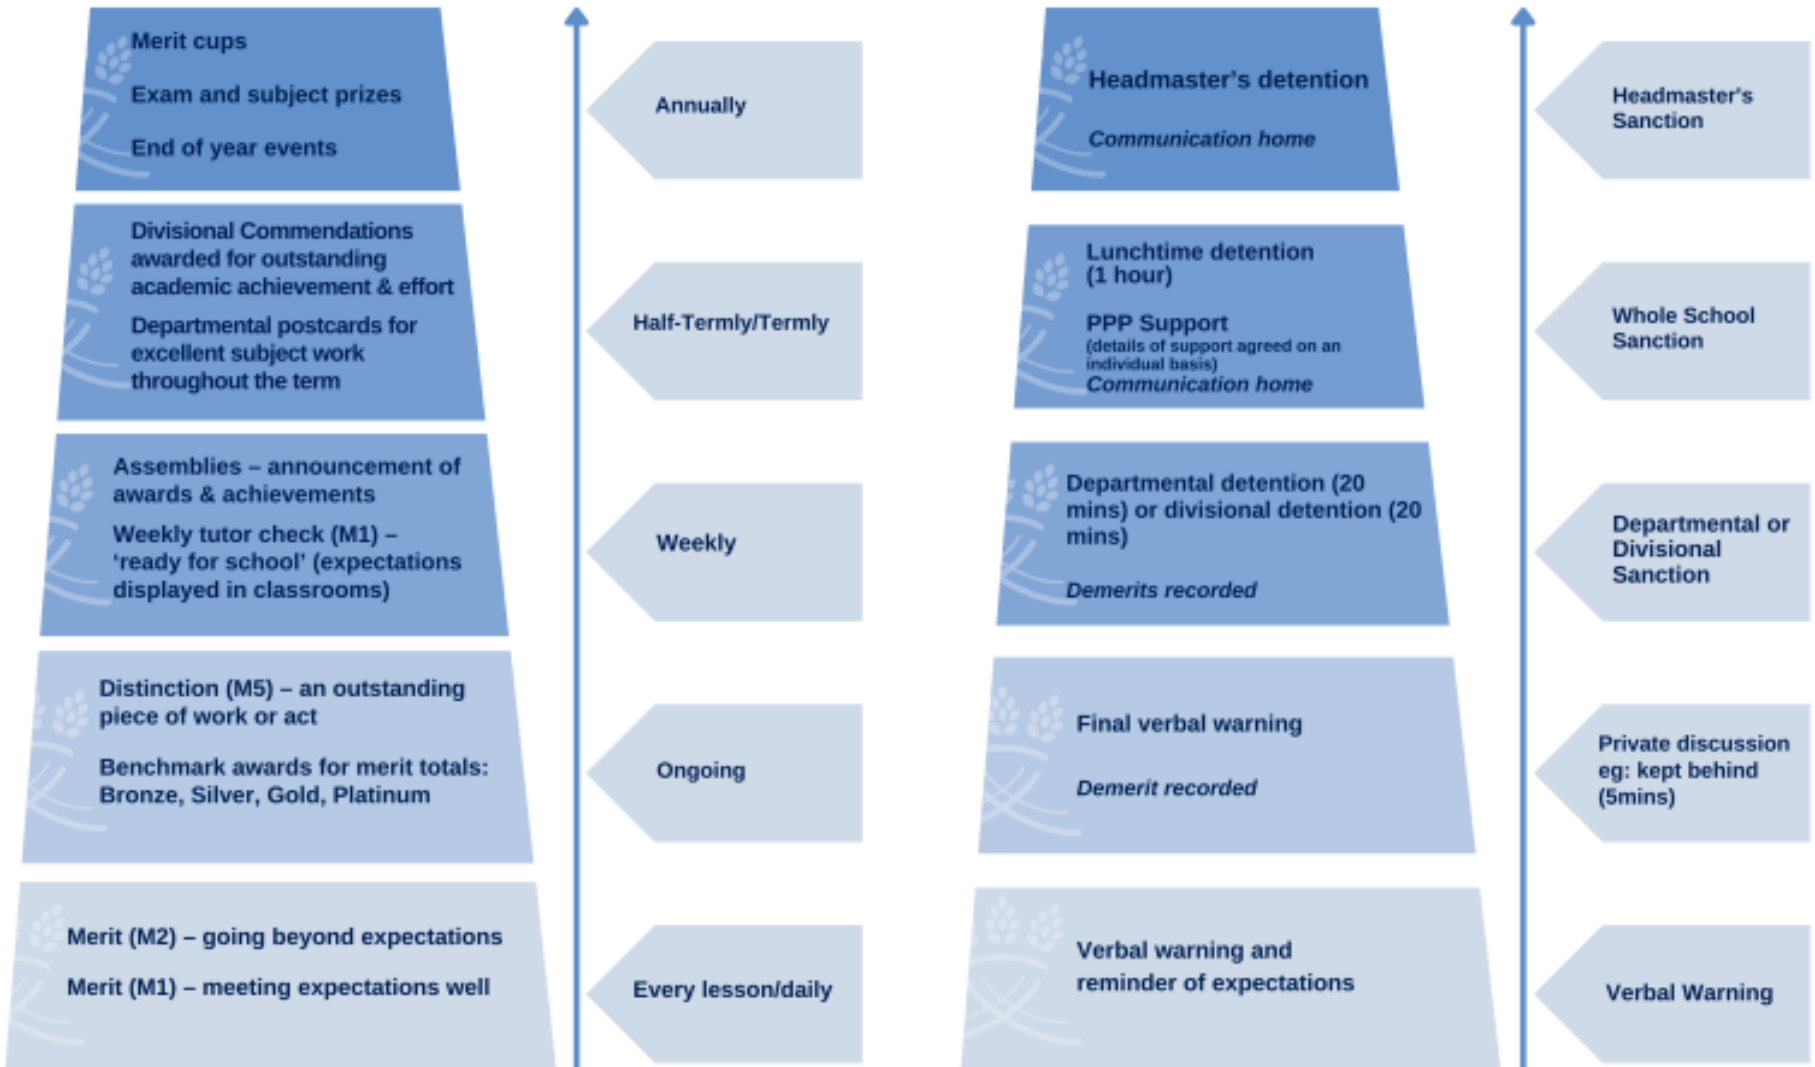 Merit cups
Exam and subject prizes
End of year events
Annually
Divisional Commendations
awarded for outstanding
academic achievement & effort
Departmental postcards for
excellent subject work
throughout the term
Half-Termly/Termly
Assemblies – announcement of
awards & achievements
Weekly tutor check (M1) –
‘ready for school’ (expectations
displayed in classrooms)
Weekly
Distinction (M5) – an outstanding
piece of work or act
Benchmark awards for merit totals:
Bronze, Silver, Gold, Platinum
Ongoing
Merit (M2) – going beyond expectations
Merit (M1) – meeting expectations well
Every lesson/daily
Headmaster’s detention
Communication home
Headmaster's
Sanction
Lunchtime detention
(1 hour)
PPP Support
(details of support agreed on an
individual basis)
Communication home
Whole School
Sanction
Departmental detention (20
mins) or divisional detention (20
mins)
Demerits recorded
Departmental or
Divisional
Sanction
Final verbal warning
Demerit recorded
Private discussion
eg: kept behind
(5mins)
Verbal warning and
reminder of expectations
Verbal Warning